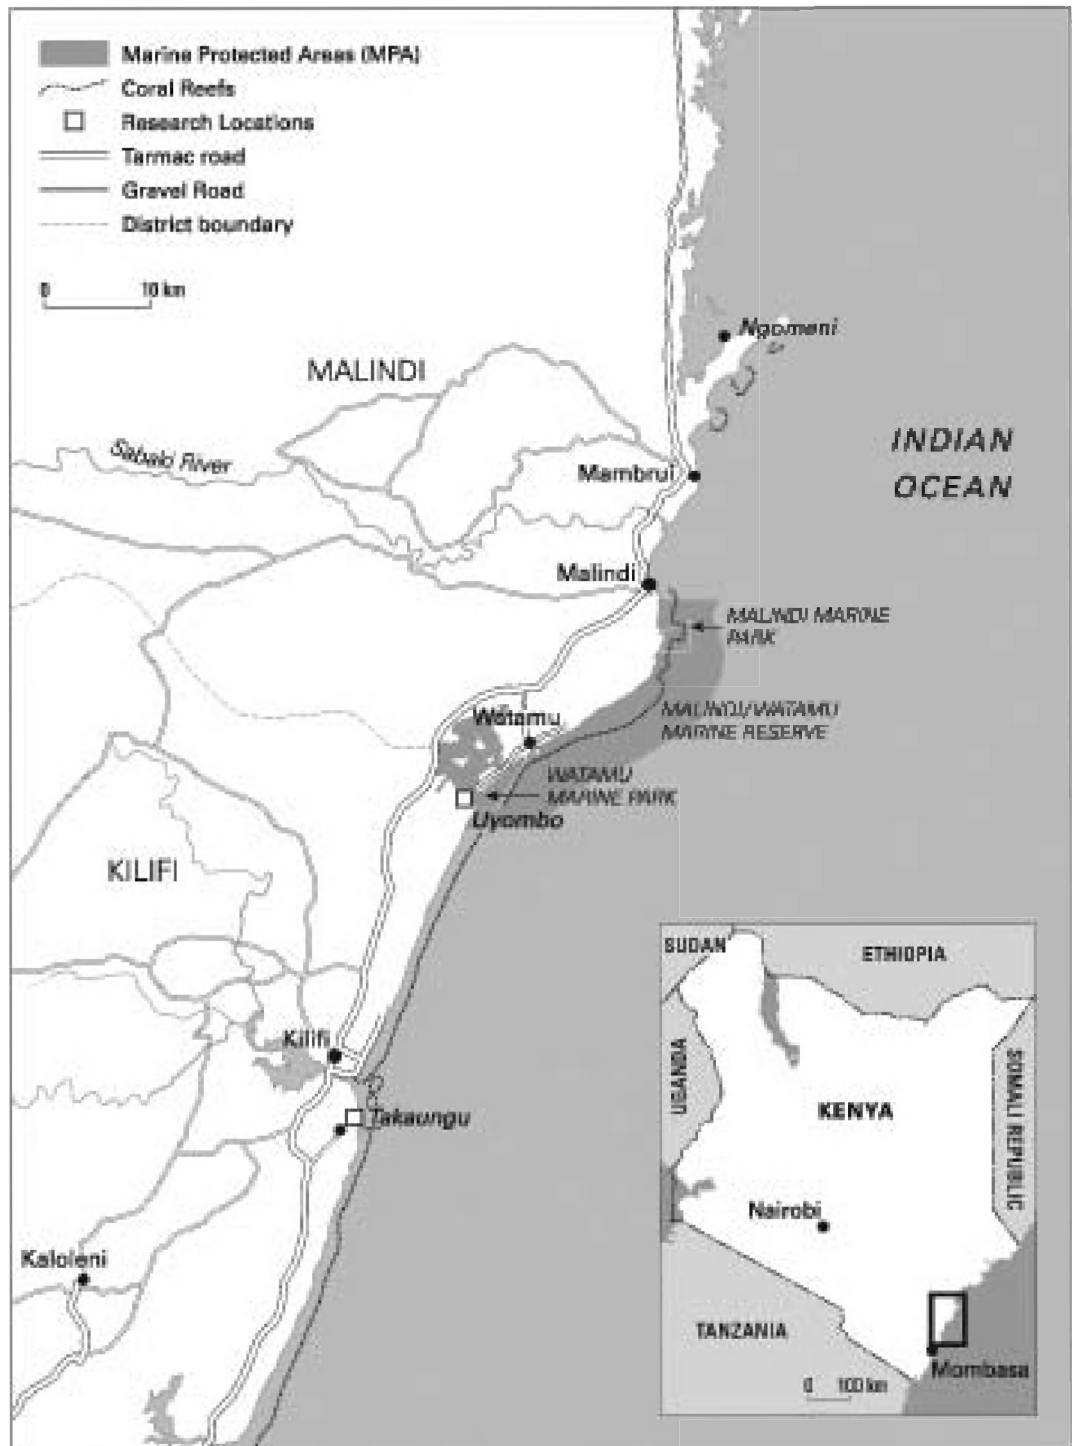 Marine Protected Areas (MPA)
Coral Reefs
Research Locations
Tarmac road
Gravel Road
District boundary
0 10 km
Ngomeni
MALINDI
INDIAN
OCEAN
Sabaki River
Mambrui
Malindi
MALINDI MARINE
PARK
Watamu
MALINDI/WATAMU
MARINE RESERVE
WATAMU
MARINE PARK
Uyombo
KILIFI
Kilifi
Takaungu
Kaloleni
SUDAN
ETHIOPIA
UGANDA
SOMALI REPUBLIC
KENYA
Nairobi
TANZANIA
Mombasa
0 100 km